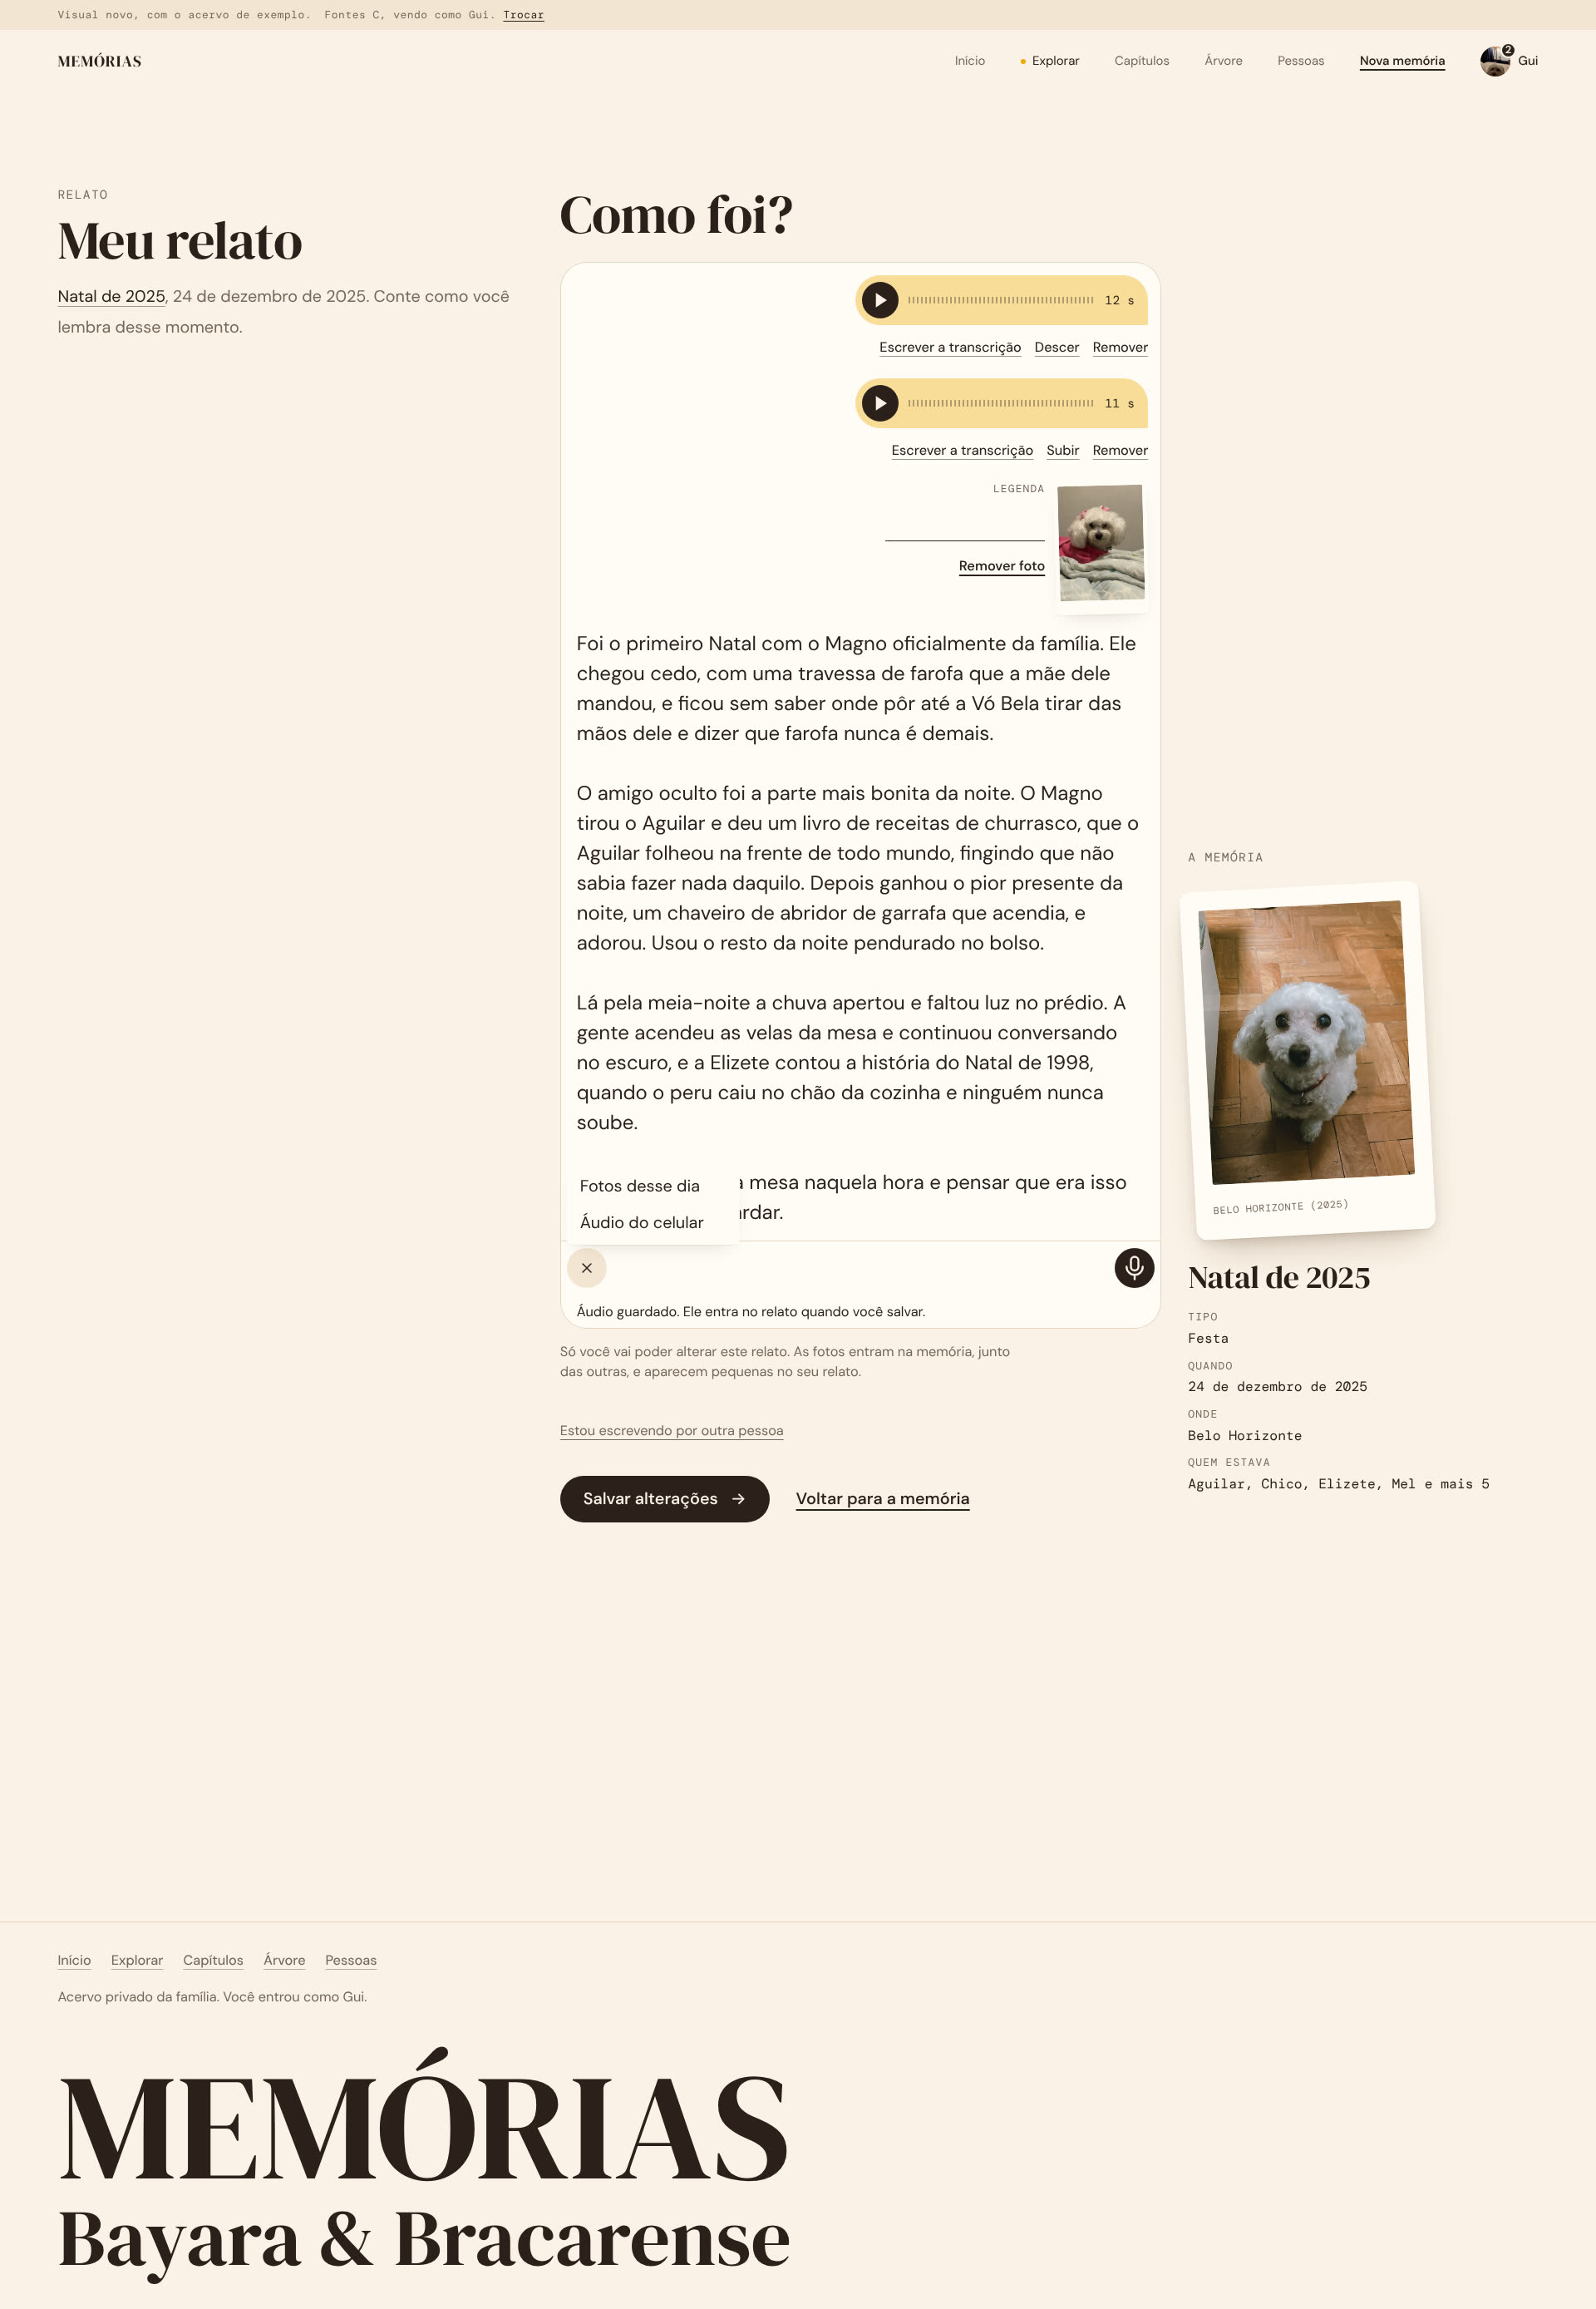 Visual novo, com o acervo de exemplo. Fontes C, vendo como Gui. Trocar
MEMÓRIAS
Início
Explorar
Capítulos
Árvore
Pessoas
Nova memória
2
Gui
RELATO
Meu relato
Natal de 2025, 24 de dezembro de 2025. Conte como você
lembra desse momento.
Como foi?
12 s
Escrever a transcrição Descer Remover
11 s
Escrever a transcrição Subir Remover
LEGENDA
Remover foto
Foi o primeiro Natal com o Magno oficialmente da família. Ele
chegou cedo, com uma travessa de farofa que a mãe dele
mandou, e ficou sem saber onde pôr até a Vó Bela tirar das
mãos dele e dizer que farofa nunca é demais.
O amigo oculto foi a parte mais bonita da noite. O Magno
tirou o Aguilar e deu um livro de receitas de churrasco, que o
Aguilar folheou na frente de todo mundo, fingindo que não
sabia fazer nada daquilo. Depois ganhou o pior presente da
noite, um chaveiro de abridor de garrafa que acendia, e
adorou. Usou o resto da noite pendurado no bolso.
Lá pela meia-noite a chuva apertou e faltou luz no prédio. A
gente acendeu as velas da mesa e continuou conversando
no escuro, e a Elizete contou a história do Natal de 1998,
quando o peru caiu no chão da cozinha e ninguém nunca
soube.
a mesa naquela hora e pensar que era isso
ardar.
Fotos desse dia
Áudio do celular
Áudio guardado. Ele entra no relato quando você salvar.
Só você vai poder alterar este relato. As fotos entram na memória, junto
das outras, e aparecem pequenas no seu relato.
Estou escrevendo por outra pessoa
Salvar alterações →
Voltar para a memória
A MEMÓRIA
BELO HORIZONTE (2025)
Natal de 2025
TIPO
Festa
QUANDO
24 de dezembro de 2025
ONDE
Belo Horizonte
QUEM ESTAVA
Aguilar, Chico, Elizete, Mel e mais 5
Início Explorar Capítulos Árvore Pessoas
Acervo privado da família. Você entrou como Gui.
MEMÓRIAS
Bayara & Bracarense